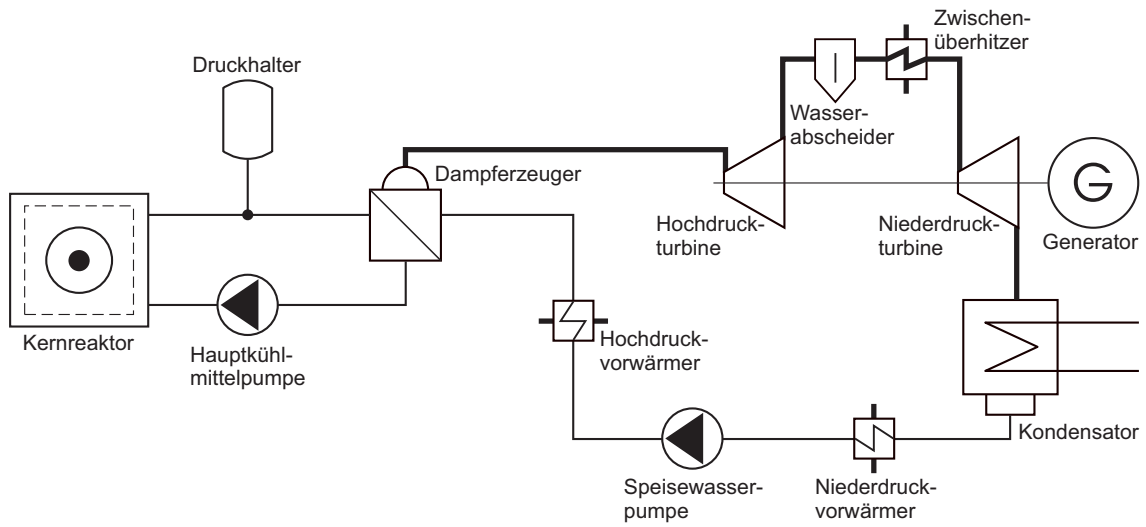 Zwischen-
überhitzer
Druckhalter
Wasser-
abscheider
Dampferzeuger
G
Hochdruck-
turbine
Niederdruck-
turbine
Generator
Kernreaktor
Hauptkühl-
mittelpumpe
Hochdruck-
vorwärmer
Kondensator
Speisewasser-
pumpe
Niederdruck-
vorwärmer